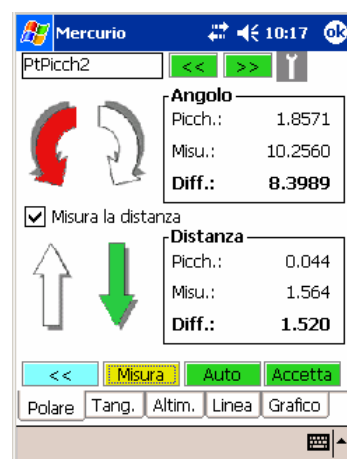 Mercurio 10:17 ok
PtPicch2 << >>
Angolo
Picch.: 1.8571
Misu.: 10.2560
Diff.: 8.3989
Misura la distanza
Distanza
Picch.: 0.044
Misu.: 1.564
Diff.: 1.520
<< Misura Auto Accetta
Polare Tang. Altim. Linea Grafico